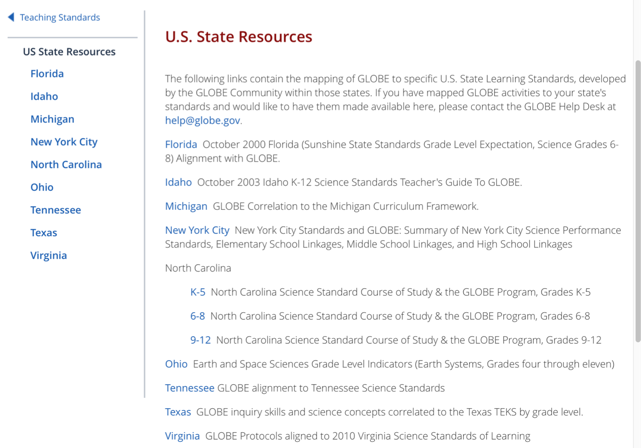 Teaching Standards
US State Resources
Florida
Idaho
Michigan
New York City
North Carolina
Ohio
Tennessee
Texas
Virginia
U.S. State Resources
The following links contain the mapping of GLOBE to specific U.S. State Learning Standards, developed
by the GLOBE Community within those states. If you have mapped GLOBE activities to your state's
standards and would like to have them made available here, please contact the GLOBE Help Desk at
help@globe.gov.
Florida October 2000 Florida (Sunshine State Standards Grade Level Expectation, Science Grades 6-
8) Alignment with GLOBE.
Idaho October 2003 Idaho K-12 Science Standards Teacher's Guide To GLOBE.
Michigan GLOBE Correlation to the Michigan Curriculum Framework.
New York City New York City Standards and GLOBE: Summary of New York City Science Performance
Standards, Elementary School Linkages, Middle School Linkages, and High School Linkages
North Carolina
K-5 North Carolina Science Standard Course of Study & the GLOBE Program, Grades K-5
6-8 North Carolina Science Standard Course of Study & the GLOBE Program, Grades 6-8
9-12 North Carolina Science Standard Course of Study & the GLOBE Program, Grades 9-12
Ohio Earth and Space Sciences Grade Level Indicators (Earth Systems, Grades four through eleven)
Tennessee GLOBE alignment to Tennessee Science Standards
Texas GLOBE inquiry skills and science concepts correlated to the Texas TEKS by grade level.
Virginia GLOBE Protocols aligned to 2010 Virginia Science Standards of Learning